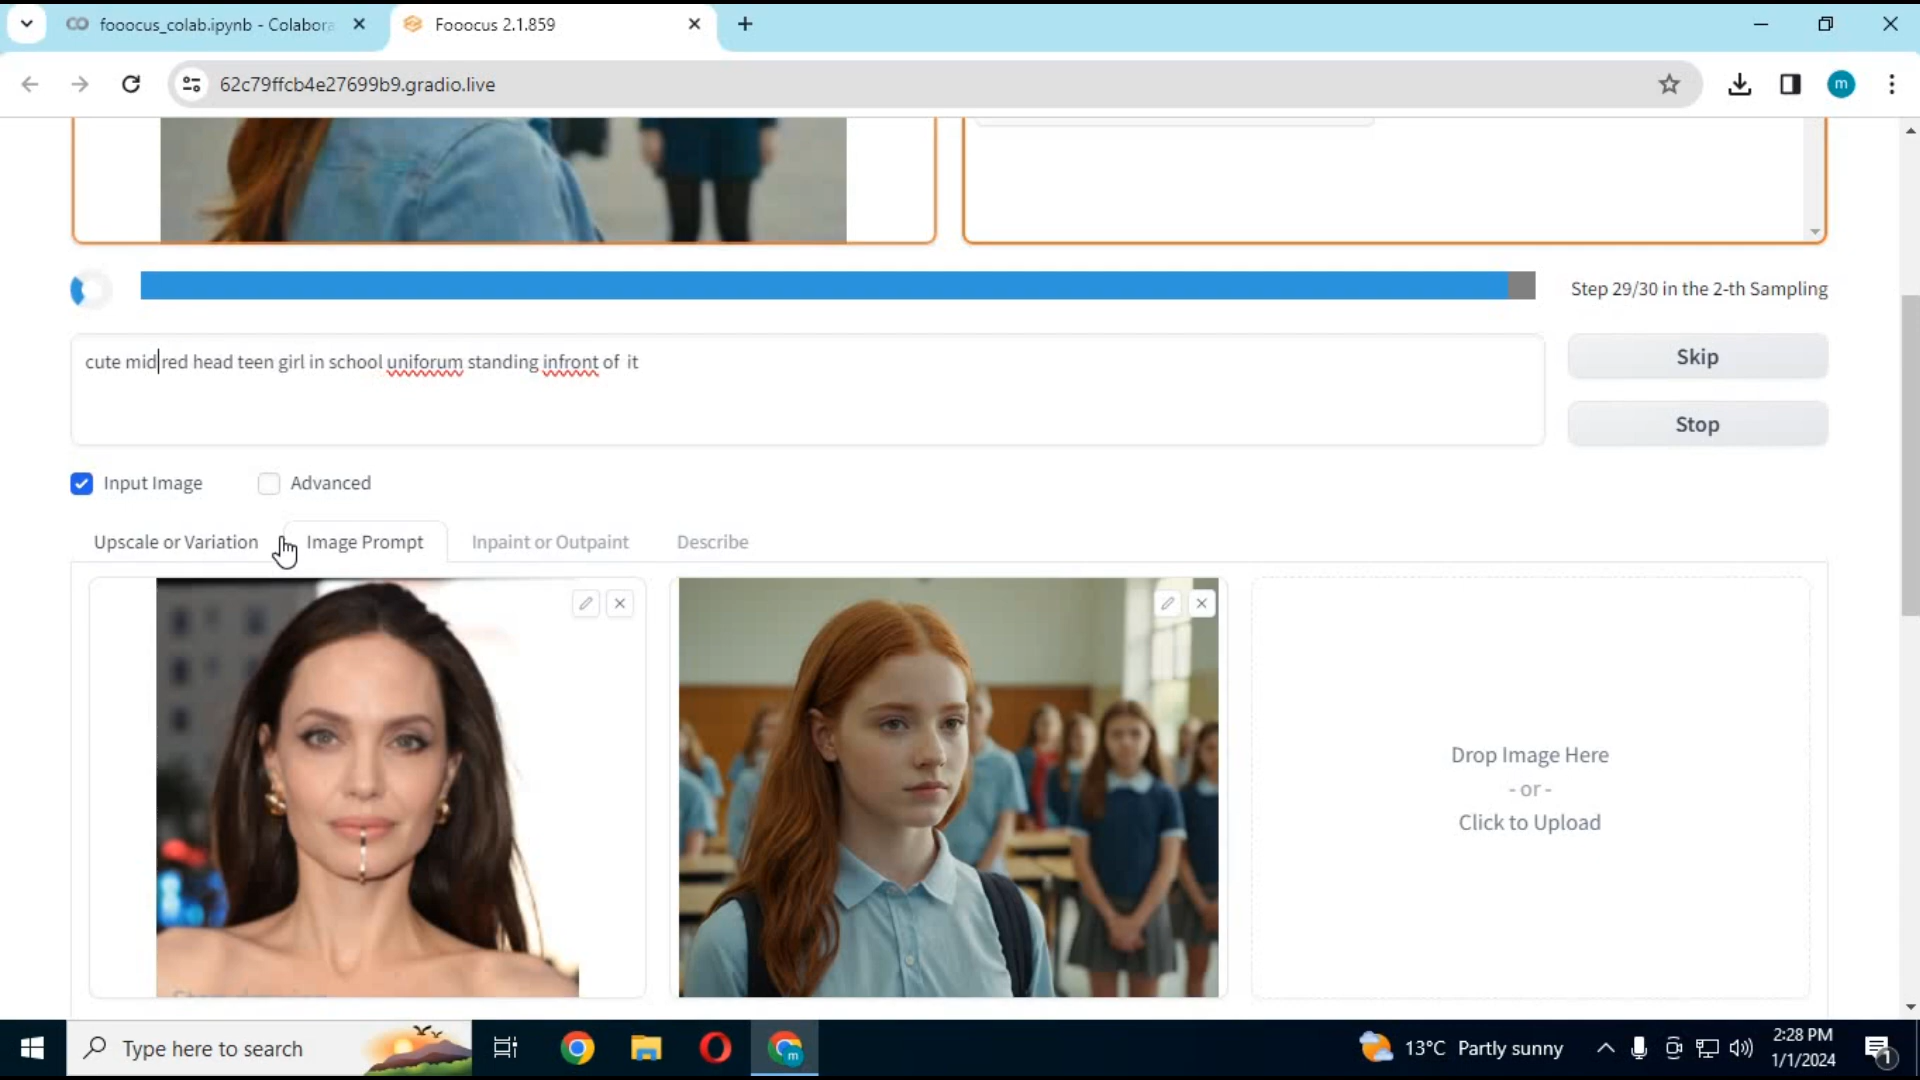 fooocus_colab.ipynb - Colabora
Fooocus 2.1.859
62c79ffcb4e27699b9.gradio.live
m
Step 29/30 in the 2-th Sampling
cute mid red head teen girl in school uniforum standing infront of it
Skip
Stop
Input Image
Advanced
Upscale or Variation
Image Prompt
Inpaint or Outpaint
Describe
Drop Image Here
- or -
Click to Upload
Type here to search
m
13°C Partly sunny
2:28 PM
1/1/2024
1